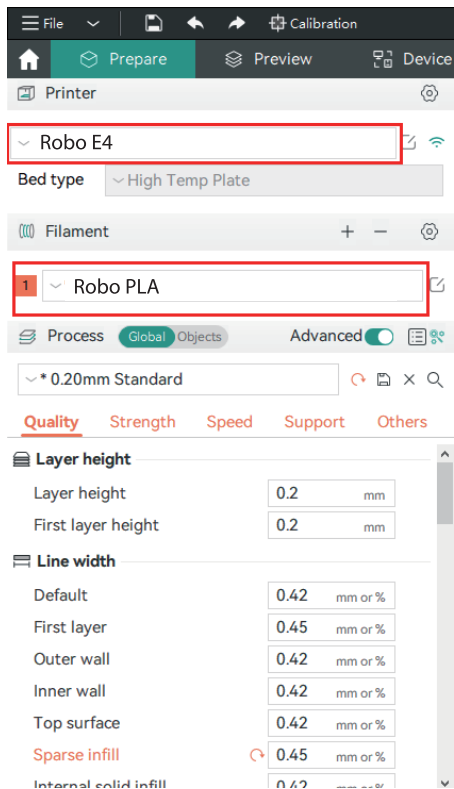 File Calibration
Prepare Preview Device
Printer
Robo E4
Bed type High Temp Plate
Filament + −
1 Robo PLA
Process Global Objects Advanced
* 0.20mm Standard
Quality Strength Speed Support Others
Layer height
Layer height 0.2 mm
First layer height 0.2 mm
Line width
Default 0.42 mm or %
First layer 0.45 mm or %
Outer wall 0.42 mm or %
Inner wall 0.42 mm or %
Top surface 0.42 mm or %
Sparse infill 0.45 mm or %
Internal solid infill 0.42 mm or %